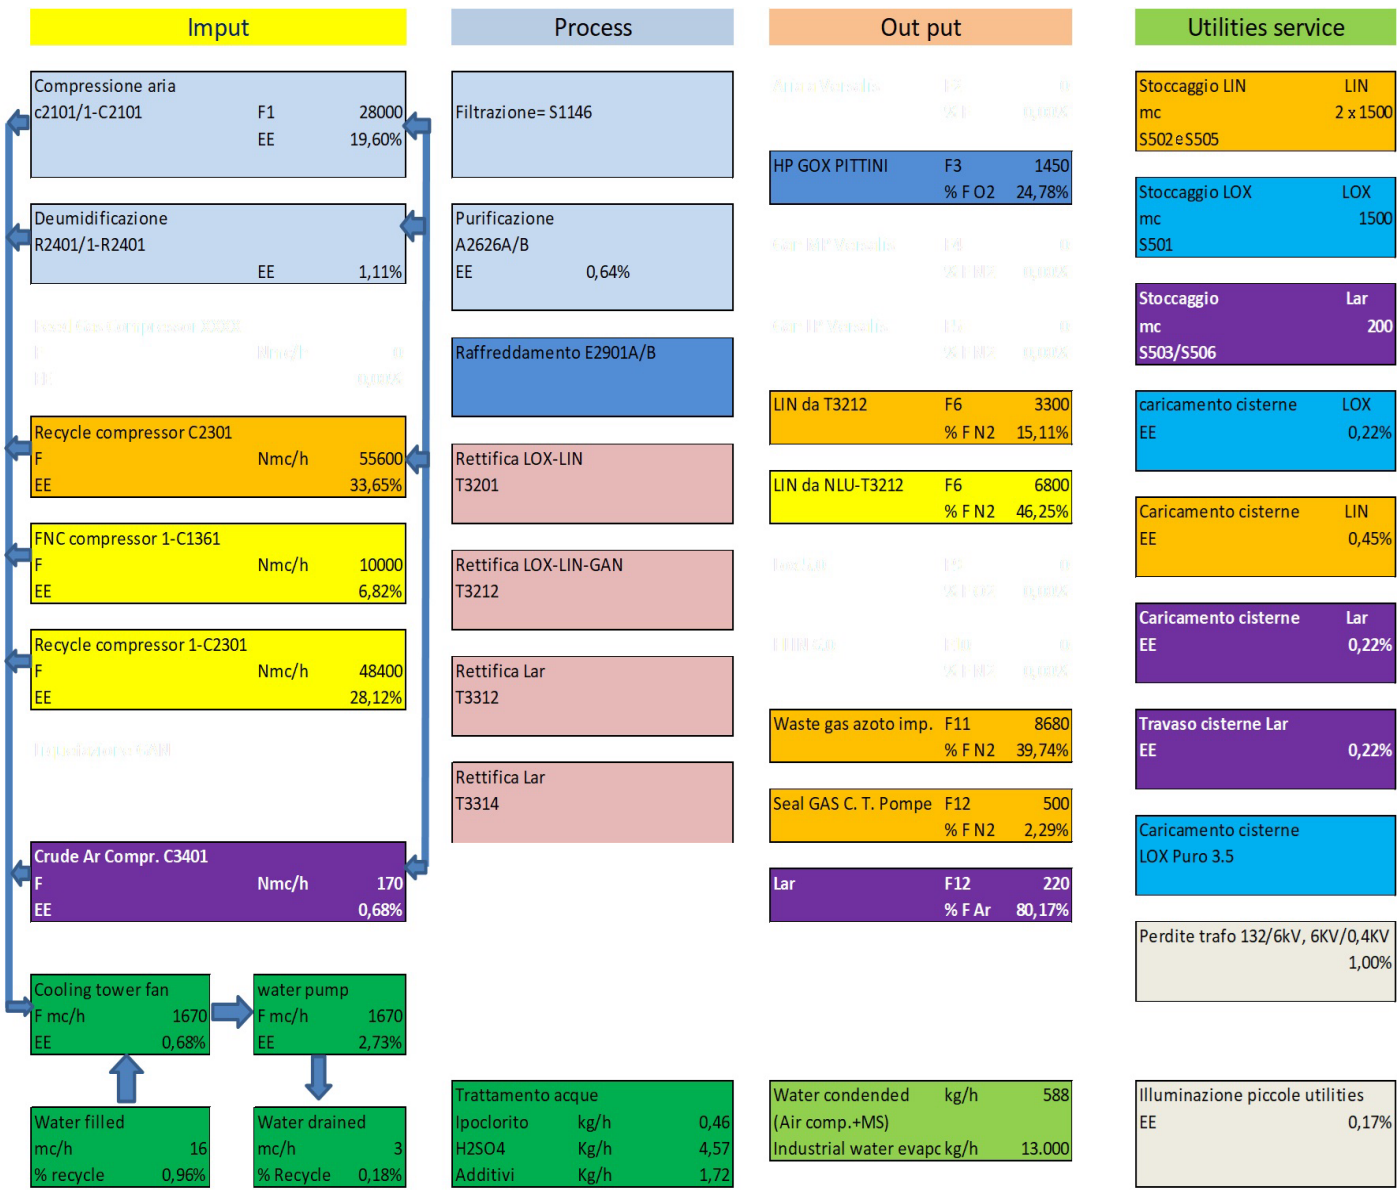 Imput
Compressione aria
c2101/1-C2101 F1 28000
EE 19,60%
Deumidificazione
R2401/1-R2401
EE 1,11%
F Nmc/h 0
EE 0,00%
Recycle compressor C2301
F Nmc/h 55600
EE 33,65%
FNC compressor 1-C1361
F Nmc/h 10000
EE 6,82%
Recycle compressor 1-C2301
F Nmc/h 48400
EE 28,12%
Crude Ar Compr. C3401
F Nmc/h 170
EE 0,68%
Cooling tower fan
F mc/h 1670
EE 0,68%
water pump
F mc/h 1670
EE 2,73%
Water filled
mc/h 16
% recycle 0,96%
Water drained
mc/h 3
% Recycle 0,18%
Process
Filtrazione= S1146
Purificazione
A2626A/B
EE 0,64%
Raffreddamento E2901A/B
Rettifica LOX-LIN
T3201
Rettifica LOX-LIN-GAN
T3212
Rettifica Lar
T3312
Rettifica Lar
T3314
Trattamento acque
Ipoclorito kg/h 0,46
H2SO4 Kg/h 4,57
Additivi Kg/h 1,72
Out put
HP GOX PITTINI F3 1450
% F O2 24,78%
LIN da T3212 F6 3300
% F N2 15,11%
LIN da NLU-T3212 F6 6800
% F N2 46,25%
Waste gas azoto imp. F11 8680
% F N2 39,74%
Seal GAS C. T. Pompe F12 500
% F N2 2,29%
Lar F12 220
% F Ar 80,17%
Water condended kg/h 588
(Air comp.+MS)
Industrial water evapc kg/h 13.000
Utilities service
Stoccaggio LIN LIN
mc 2 x 1500
S502 e S505
Stoccaggio LOX LOX
mc 1500
S501
Stoccaggio Lar
mc 200
S503/S506
caricamento cisterne LOX
EE 0,22%
Caricamento cisterne LIN
EE 0,45%
Caricamento cisterne Lar
EE 0,22%
Travaso cisterne Lar
EE 0,22%
Caricamento cisterne
LOX Puro 3.5
Perdite trafo 132/6kV, 6KV/0,4KV
1,00%
Illuminazione piccole utilities
EE 0,17%